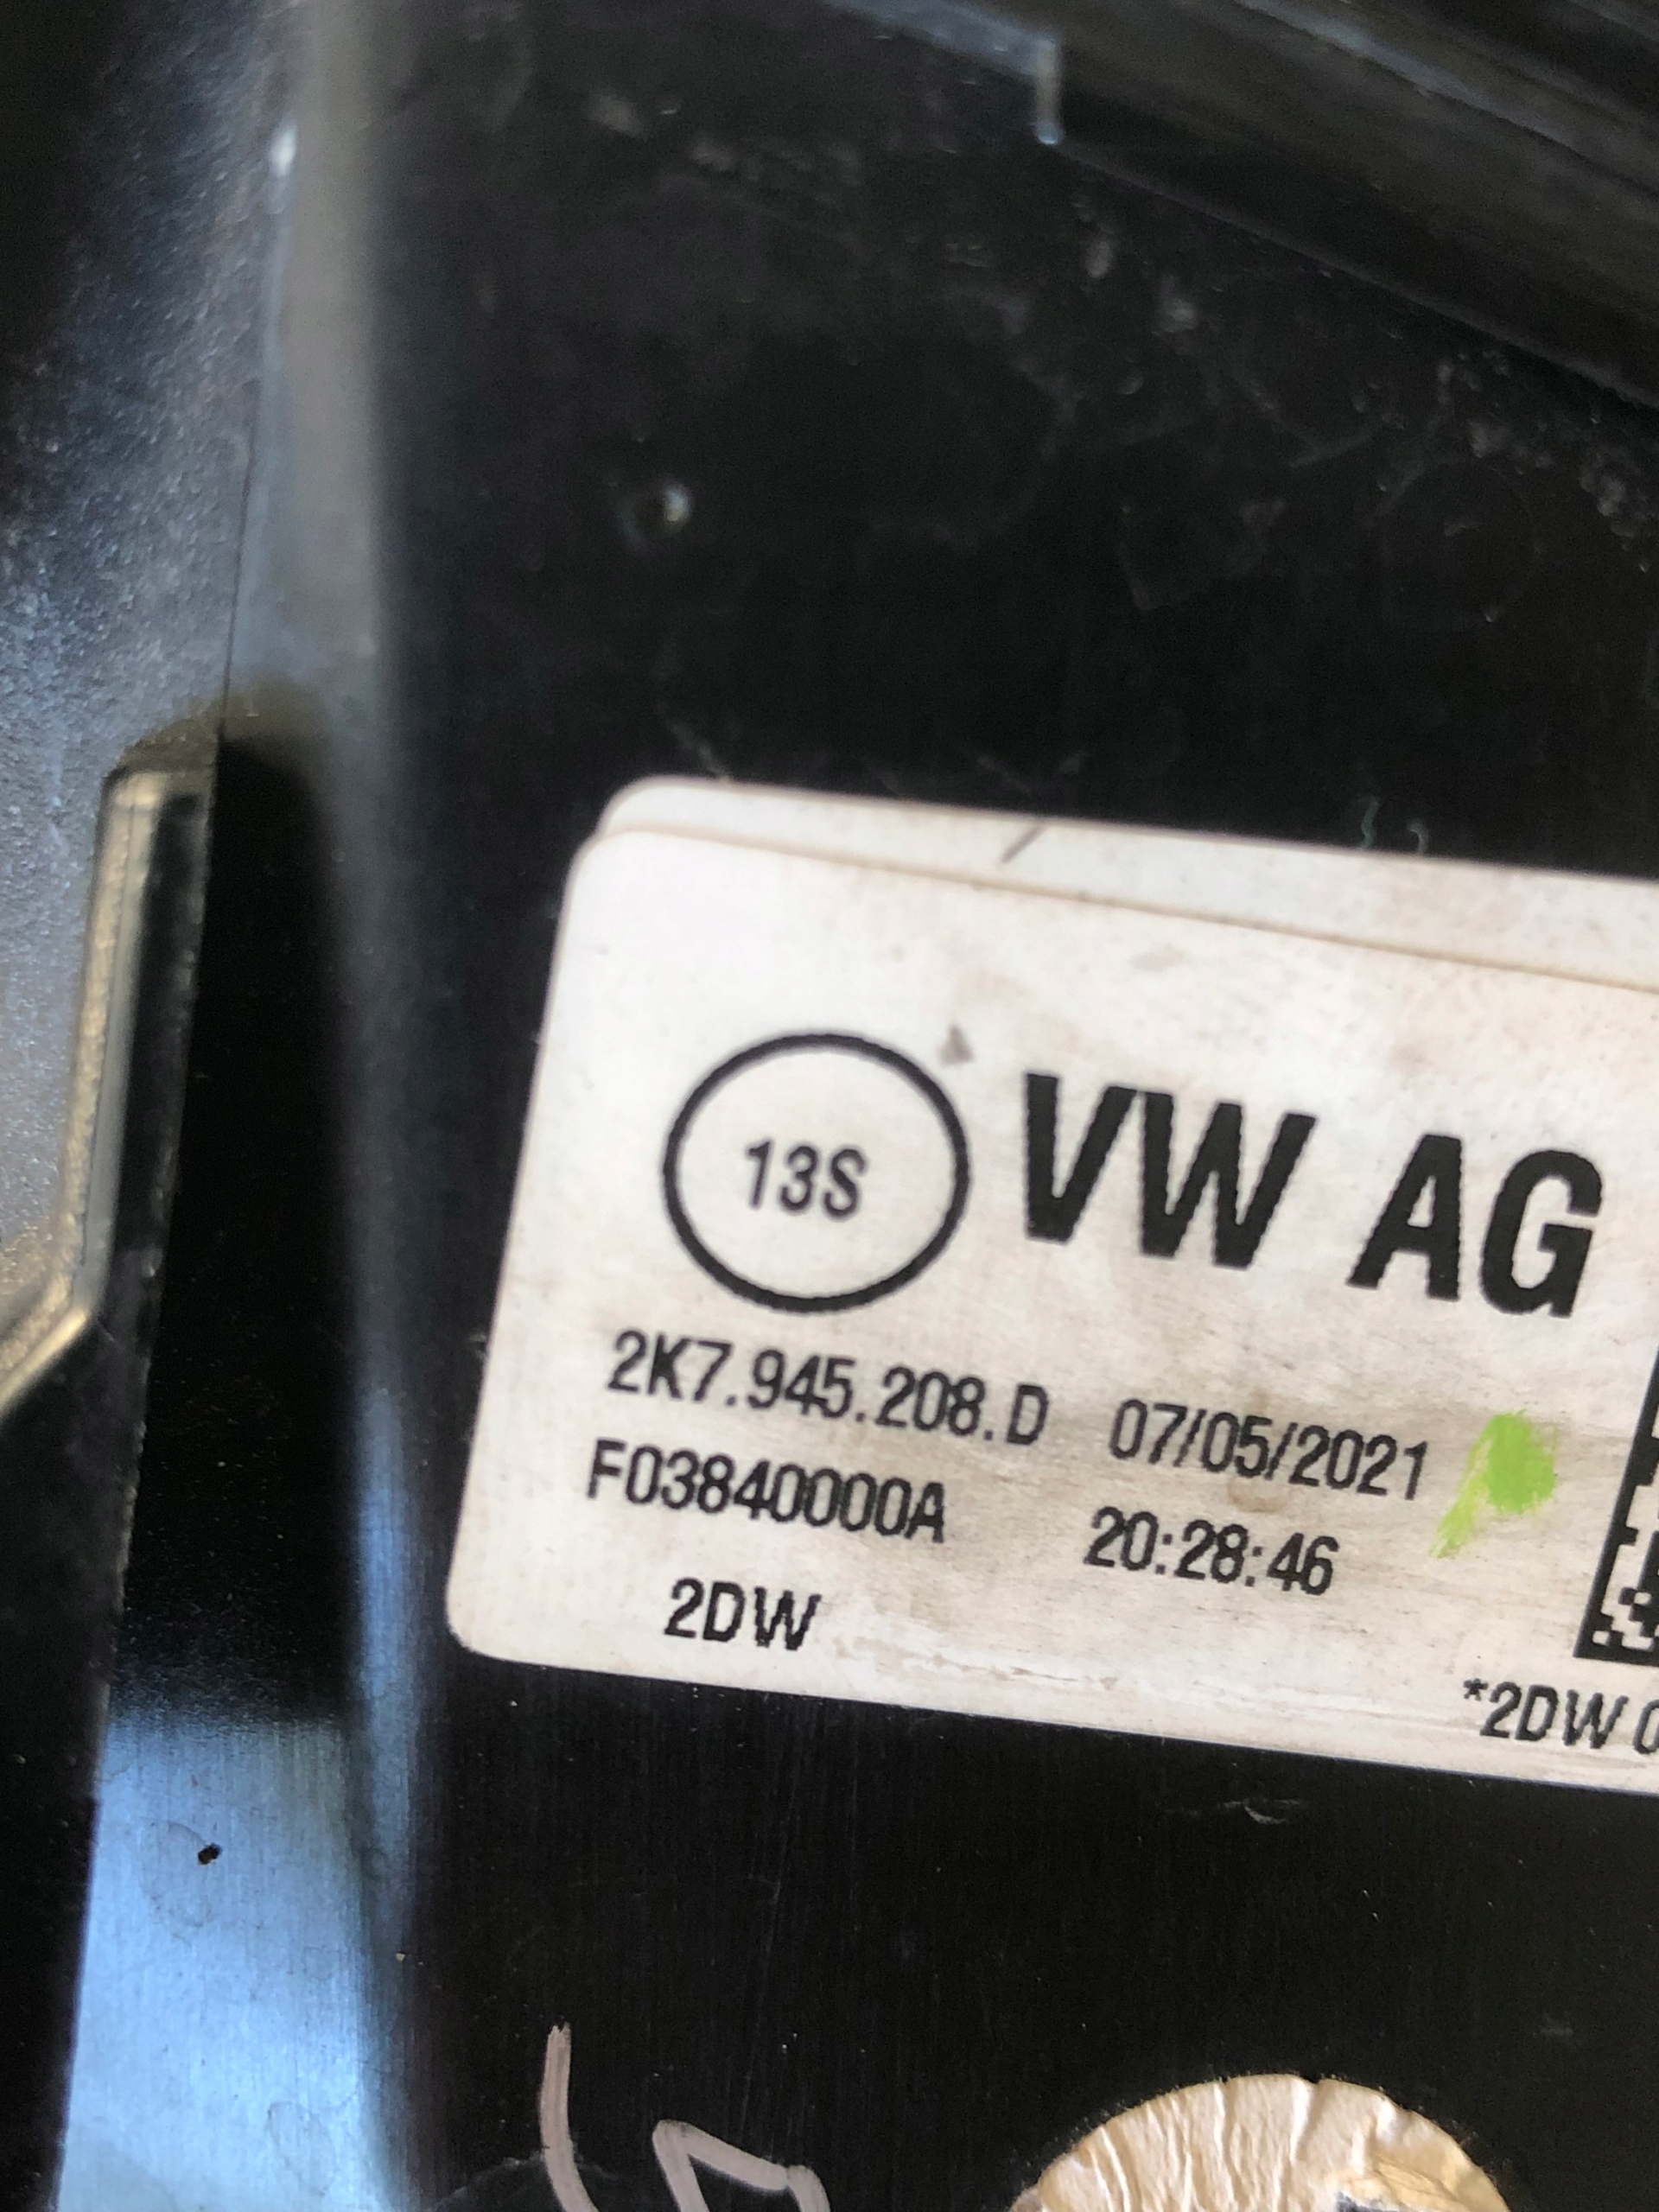 13S
VW AG
2K7.945.208.D 07/05/2021
F03840000A 20:28:46
2DW
*2DW